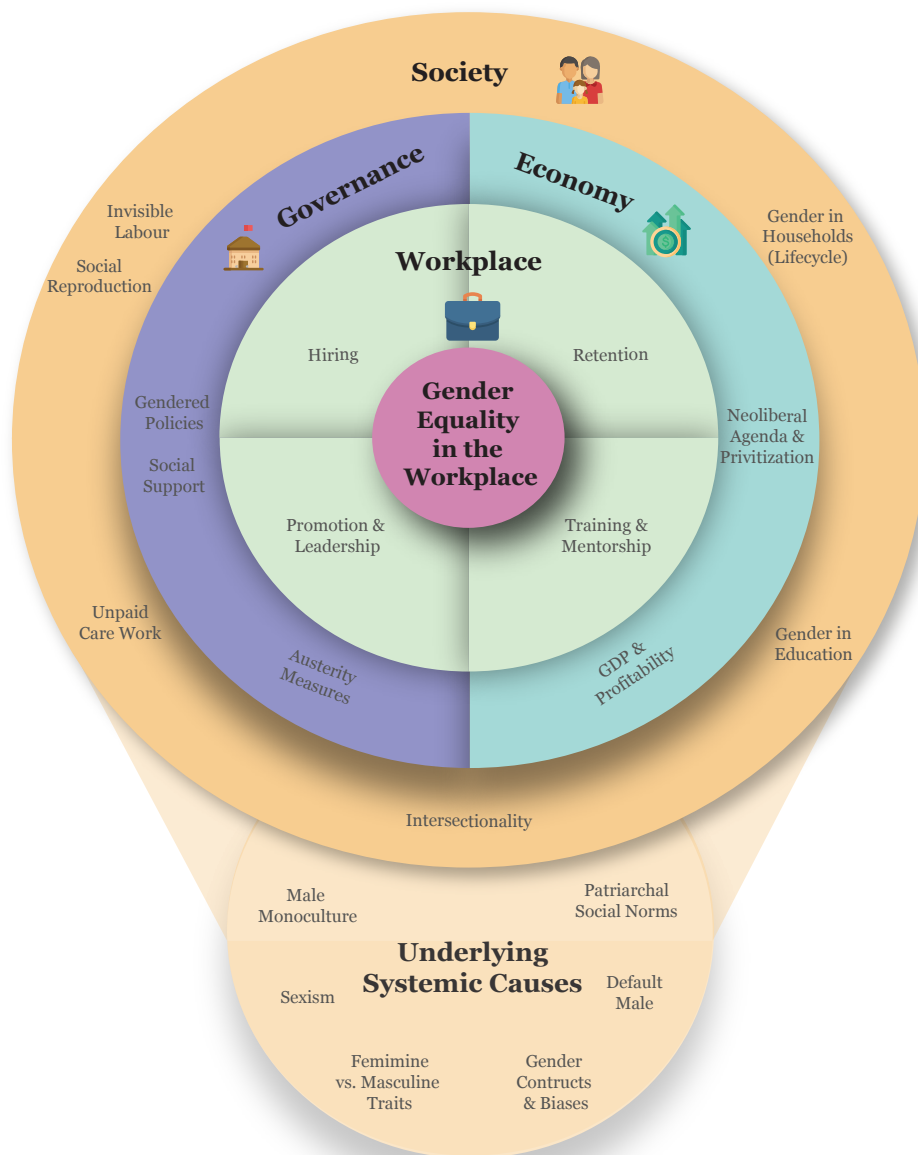 Society
Governance
Economy
Invisible
Labour
Social
Reproduction
Gender in
Households
(Lifecycle)
Workplace
Hiring
Retention
Gender
Equality
in the
Workplace
Gendered
Policies
Social
Support
Neoliberal
Agenda &
Privitization
Promotion &
Leadership
Training &
Mentorship
Unpaid
Care Work
Austerity
Measures
GDP &
Profitability
Gender in
Education
Intersectionality
Male
Monoculture
Patriarchal
Social Norms
Underlying
Systemic Causes
Sexism
Default
Male
Femimine
vs. Masculine
Traits
Gender
Contructs
& Biases